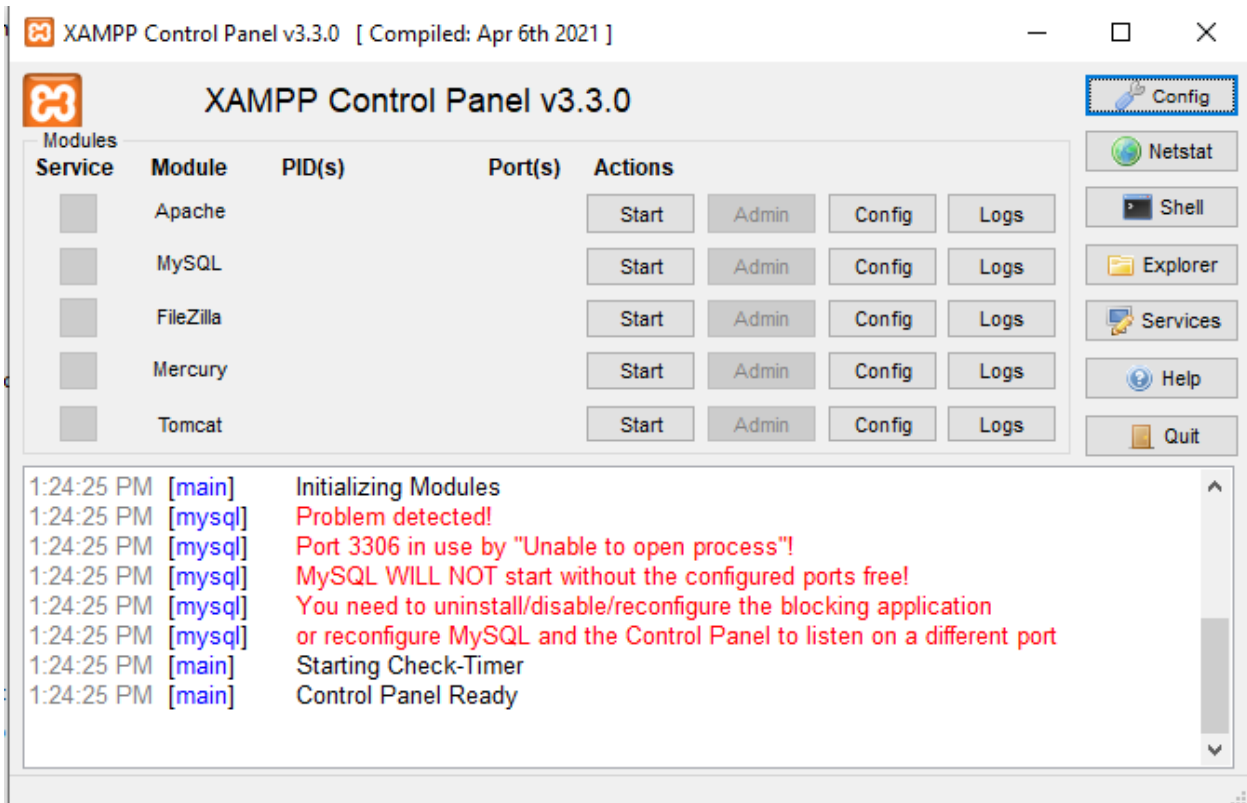 XAMPP Control Panel v3.3.0 [ Compiled: Apr 6th 2021 ]
XAMPP Control Panel v3.3.0
Config
Modules
Service Module PID(s) Port(s) Actions
Netstat
Apache Start Admin Config Logs
Shell
MySQL Start Admin Config Logs
Explorer
FileZilla Start Admin Config Logs
Services
Mercury Start Admin Config Logs
Help
Tomcat Start Admin Config Logs
Quit
1:24:25 PM [main] Initializing Modules
1:24:25 PM [mysql] Problem detected!
1:24:25 PM [mysql] Port 3306 in use by "Unable to open process"!
1:24:25 PM [mysql] MySQL WILL NOT start without the configured ports free!
1:24:25 PM [mysql] You need to uninstall/disable/reconfigure the blocking application
1:24:25 PM [mysql] or reconfigure MySQL and the Control Panel to listen on a different port
1:24:25 PM [main] Starting Check-Timer
1:24:25 PM [main] Control Panel Ready